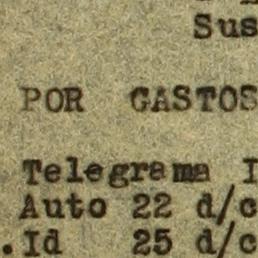 Sus
POR GASTOS
Telegrama I
Auto 22 d/c
.Id 25 d/c